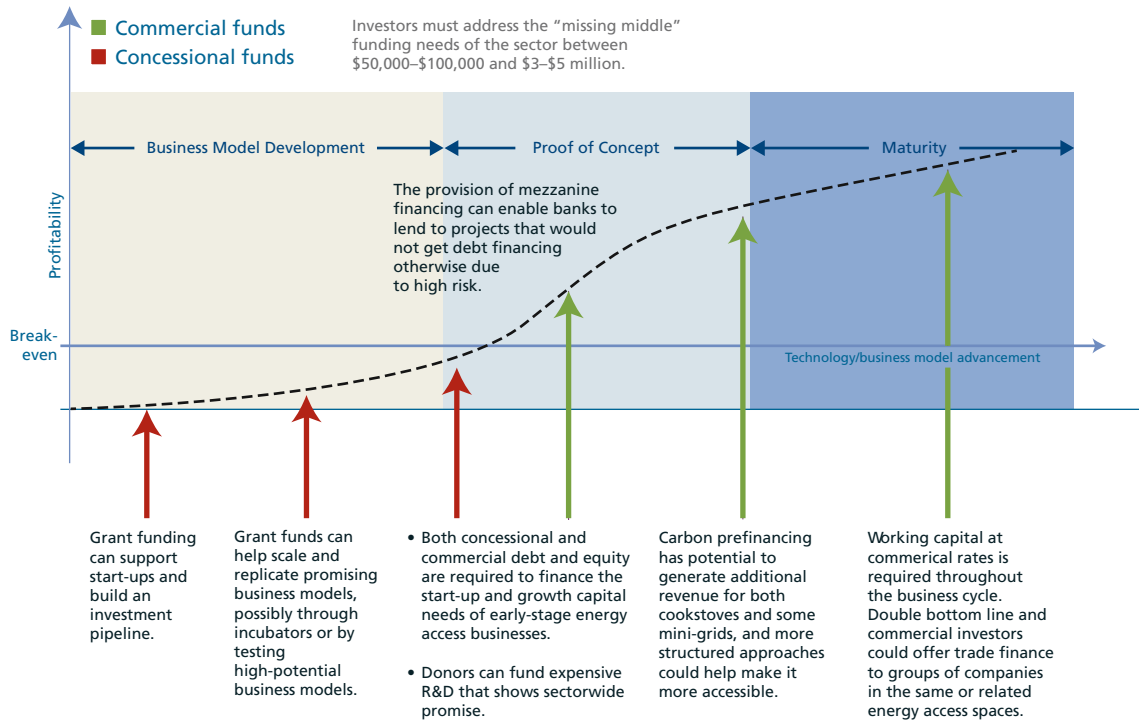 Commercial funds
Concessional funds
Investors must address the “missing middle”
funding needs of the sector between
$50,000–$100,000 and $3–$5 million.
Business Model Development
Proof of Concept
Maturity
The provision of mezzanine
financing can enable banks to
lend to projects that would
not get debt financing
otherwise due
to high risk.
Profitability
Break-
even
Technology/business model advancement
Grant funding
can support
start-ups and
build an
investment
pipeline.
Grant funds can
help scale and
replicate promising
business models,
possibly through
incubators or by
testing
high-potential
business models.
• Both concessional and
commercial debt and equity
are required to finance the
start-up and growth capital
needs of early-stage energy
access businesses.
• Donors can fund expensive
R&D that shows sectorwide
promise.
Carbon prefinancing
has potential to
generate additional
revenue for both
cookstoves and some
mini-grids, and more
structured approaches
could help make it
more accessible.
Working capital at
commerical rates is
required throughout
the business cycle.
Double bottom line and
commercial investors
could offer trade finance
to groups of companies
in the same or related
energy access spaces.